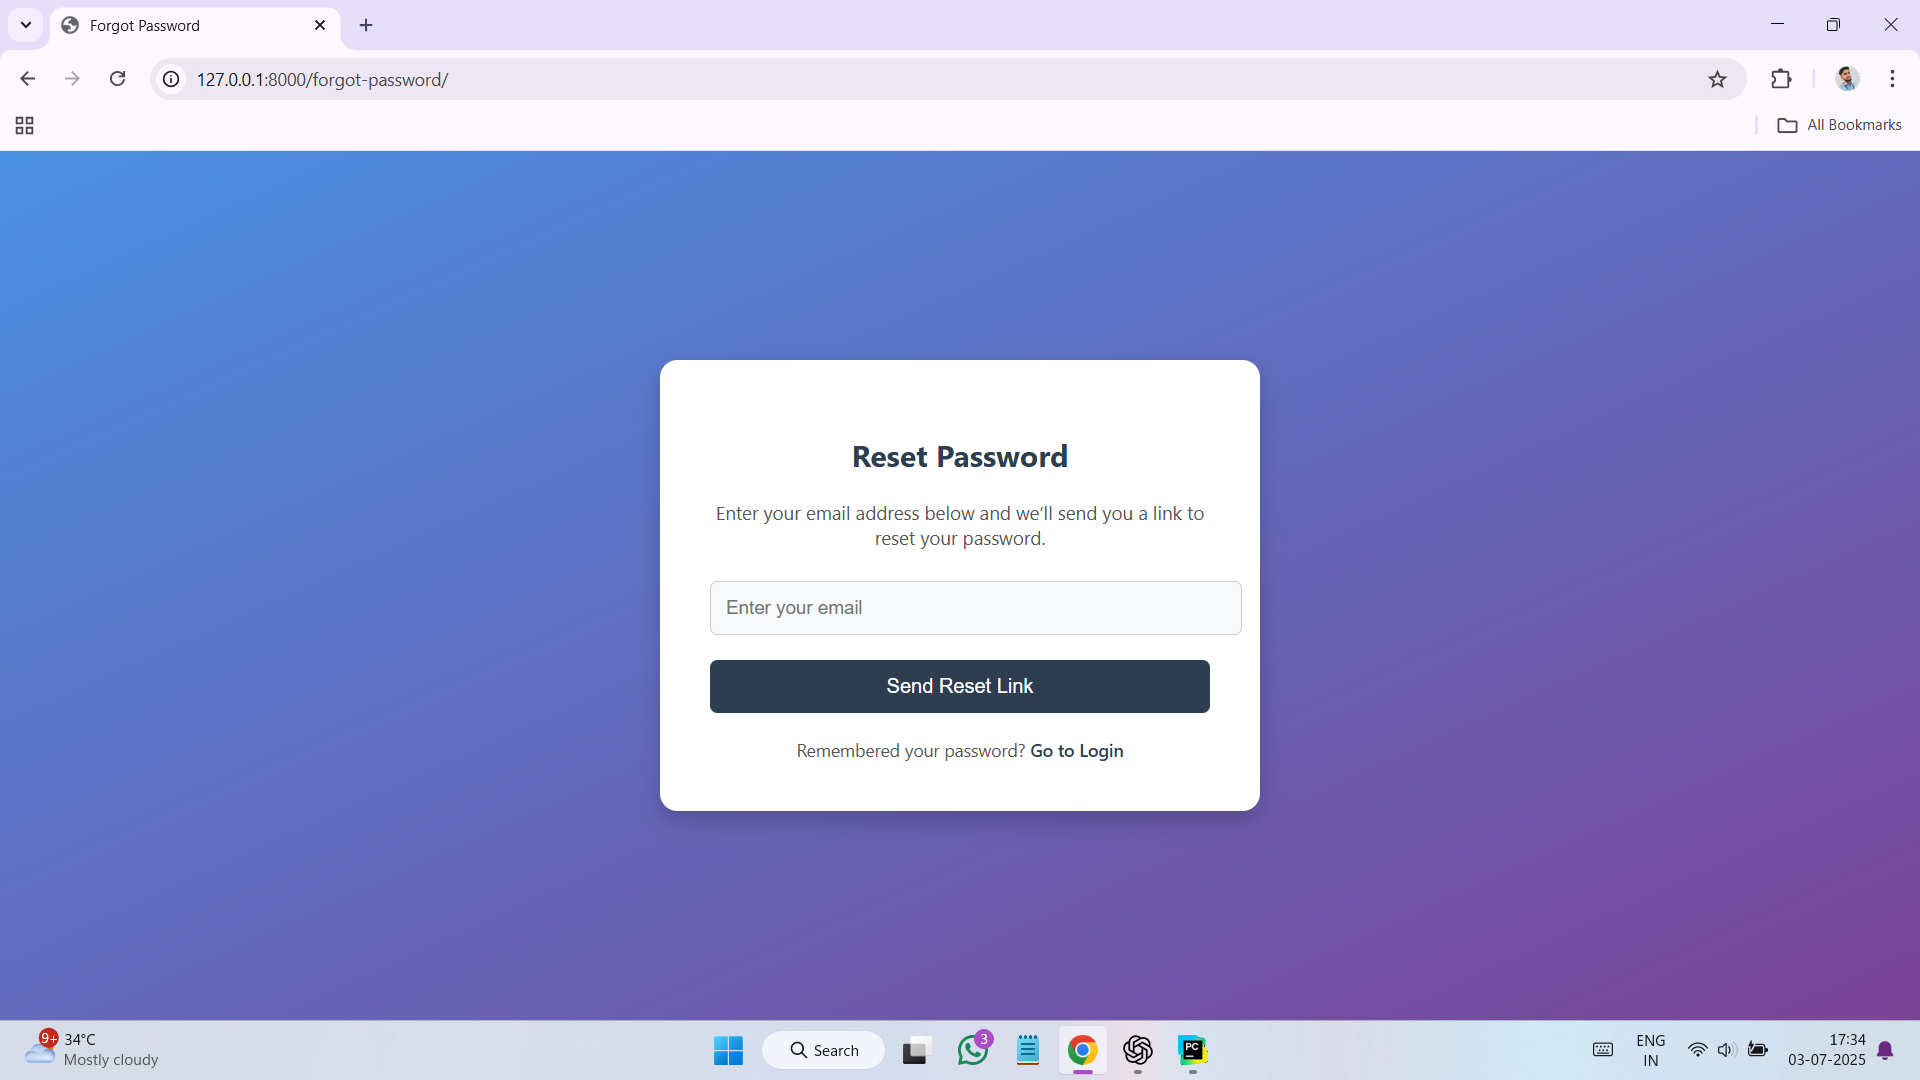 Forgot Password
127.0.0.1:8000/forgot-password/
All Bookmarks
Reset Password
Enter your email address below and we’ll send you a link to
reset your password.
Enter your email
Send Reset Link
Remembered your password? Go to Login
9+
34°C
Mostly cloudy
Search
3
PC
ENG
IN
17:34
03-07-2025